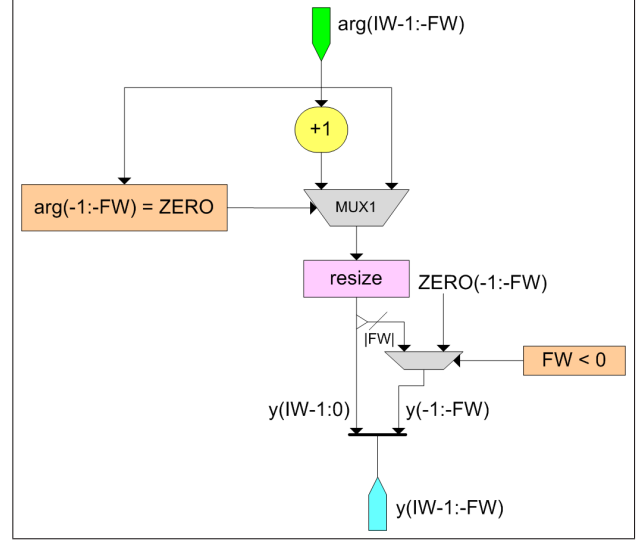 arg(IW-1:-FW)
+1
arg(-1:-FW) = ZERO
MUX1
resize
ZERO(-1:-FW)
|FW|
FW < 0
y(IW-1:0)
y(-1:-FW)
y(IW-1:-FW)